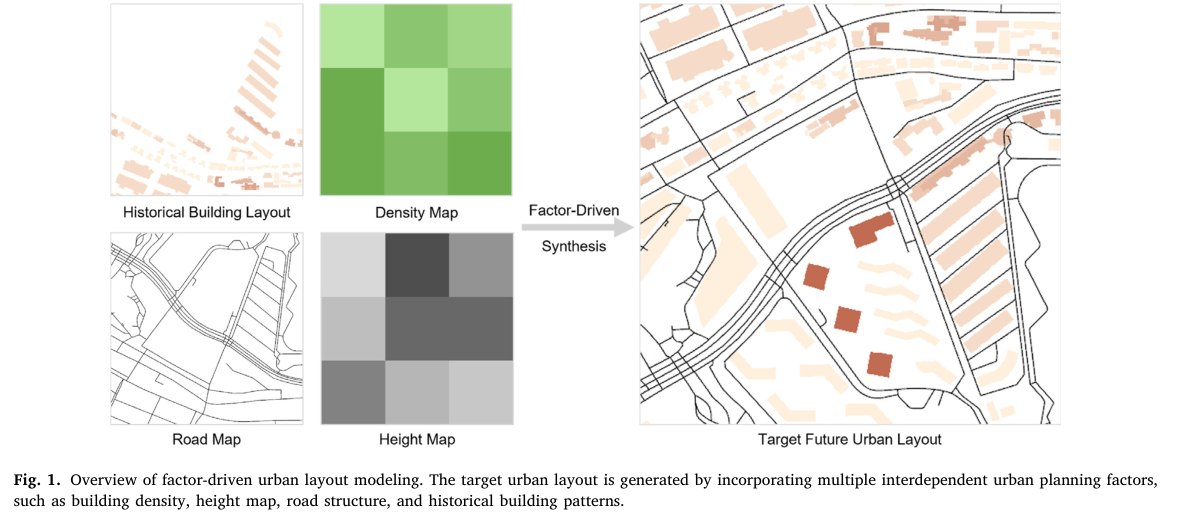 Historical Building Layout
Density Map
Factor-Driven
Synthesis
Road Map
Height Map
Target Future Urban Layout
Fig. 1. Overview of factor-driven urban layout modeling. The target urban layout is generated by incorporating multiple interdependent urban planning factors,
such as building density, height map, road structure, and historical building patterns.